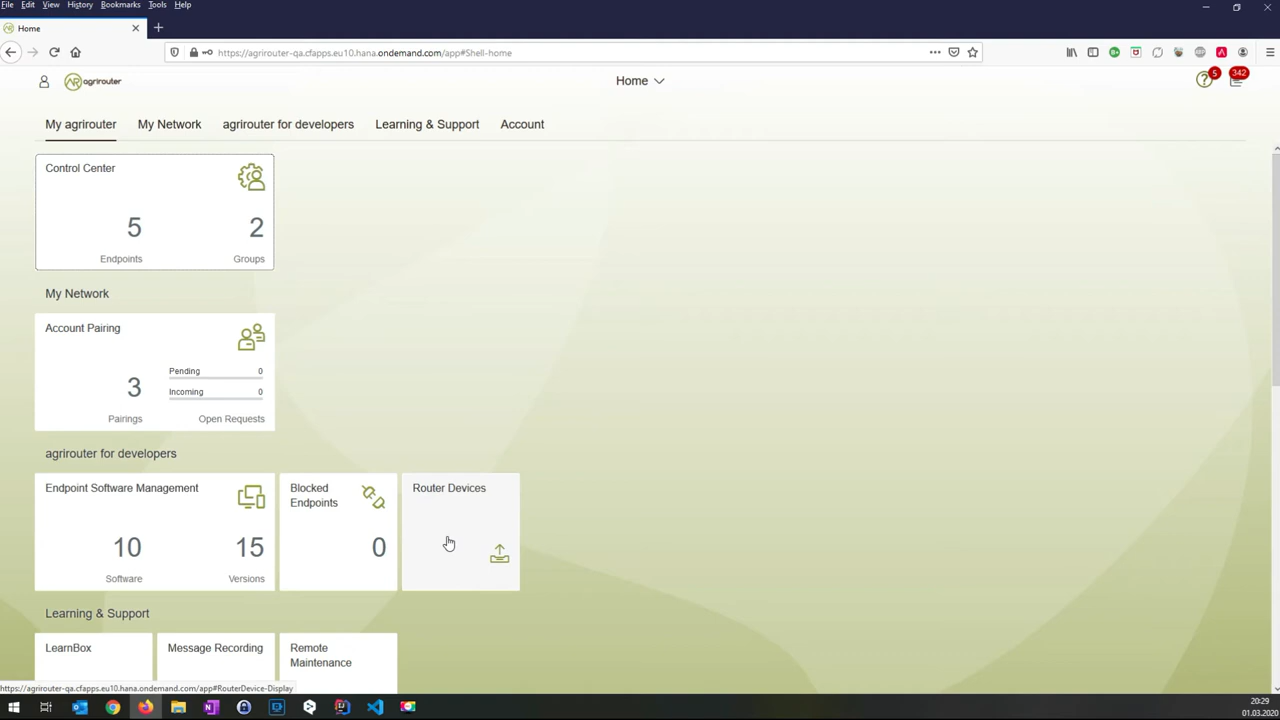 File Edit View History Bookmarks Tools Help
Home
https://agrirouter-qa.cfapps.eu10.hana.ondemand.com/app#Shell-home
agrirouter
Home
5
342
My agrirouter My Network agrirouter for developers Learning & Support Account
Control Center
5 2
Endpoints Groups
My Network
Account Pairing
Pending 0
3
Incoming 0
Pairings Open Requests
agrirouter for developers
Endpoint Software Management
10 15
Software Versions
Blocked
Endpoints
0
Router Devices
Learning & Support
LearnBox
Message Recording
Remote
Maintenance
https://agrirouter-qa.cfapps.eu10.hana.ondemand.com/app#RouterDevice-Display
20:29
01.03.2020